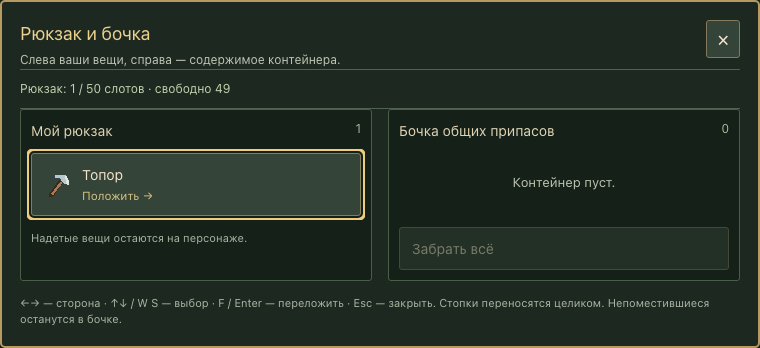 Рюкзак и бочка
×
Слева ваши вещи, справа — содержимое контейнера.
Рюкзак: 1 / 50 слотов · свободно 49
Мой рюкзак
1
Топор
Положить →
Надетые вещи остаются на персонаже.
Бочка общих припасов
0
Контейнер пуст.
Забрать всё
←→ — сторона · ↑↓ / W S — выбор · F / Enter — переложить · Esc — закрыть. Стопки переносятся целиком. Непоместившиеся
останутся в бочке.